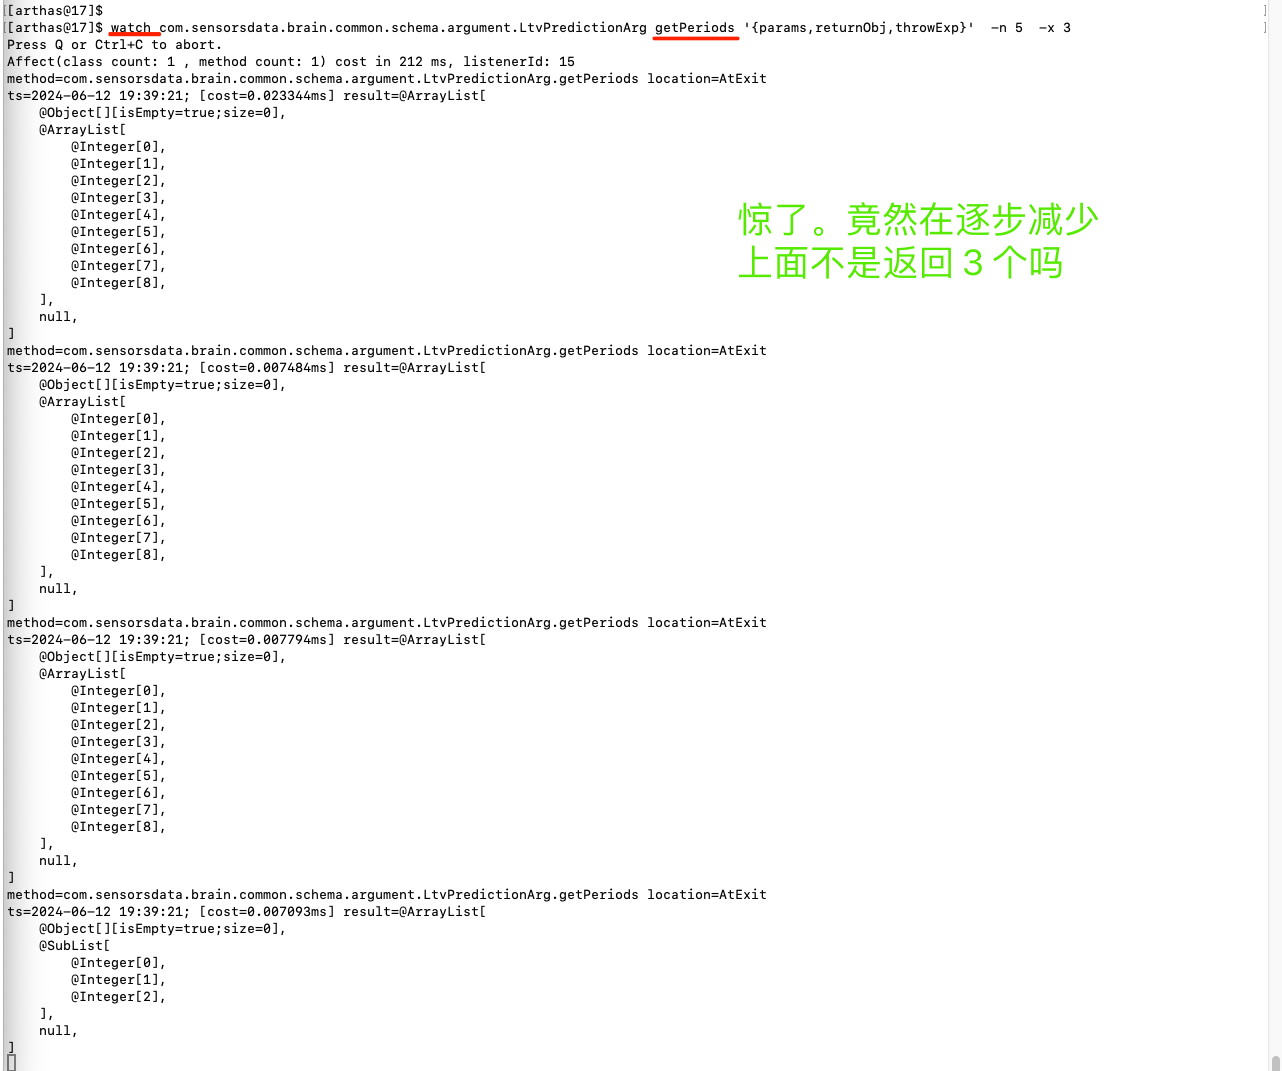 [[arthas@17]$
[[arthas@17]$ watch com.sensorsdata.brain.common.schema.argument.LtvPredictionArg getPeriods '{params,returnObj,throwExp}'  -n 5  -x 3
Press Q or Ctrl+C to abort.
Affect(class count: 1 , method count: 1) cost in 212 ms, listenerId: 15
method=com.sensorsdata.brain.common.schema.argument.LtvPredictionArg.getPeriods location=AtExit
ts=2024-06-12 19:39:21; [cost=0.023344ms] result=@ArrayList[
    @Object[][isEmpty=true;size=0],
    @ArrayList[
        @Integer[0],
        @Integer[1],
        @Integer[2],
        @Integer[3],
        @Integer[4],
        @Integer[5],
        @Integer[6],
        @Integer[7],
        @Integer[8],
    ],
    null,
]
惊了。竟然在逐步减少
上面不是返回 3 个吗
method=com.sensorsdata.brain.common.schema.argument.LtvPredictionArg.getPeriods location=AtExit
ts=2024-06-12 19:39:21; [cost=0.007484ms] result=@ArrayList[
    @Object[][isEmpty=true;size=0],
    @ArrayList[
        @Integer[0],
        @Integer[1],
        @Integer[2],
        @Integer[3],
        @Integer[4],
        @Integer[5],
        @Integer[6],
        @Integer[7],
        @Integer[8],
    ],
    null,
]
method=com.sensorsdata.brain.common.schema.argument.LtvPredictionArg.getPeriods location=AtExit
ts=2024-06-12 19:39:21; [cost=0.007794ms] result=@ArrayList[
    @Object[][isEmpty=true;size=0],
    @ArrayList[
        @Integer[0],
        @Integer[1],
        @Integer[2],
        @Integer[3],
        @Integer[4],
        @Integer[5],
        @Integer[6],
        @Integer[7],
        @Integer[8],
    ],
    null,
]
method=com.sensorsdata.brain.common.schema.argument.LtvPredictionArg.getPeriods location=AtExit
ts=2024-06-12 19:39:21; [cost=0.007093ms] result=@ArrayList[
    @Object[][isEmpty=true;size=0],
    @SubList[
        @Integer[0],
        @Integer[1],
        @Integer[2],
    ],
    null,
]